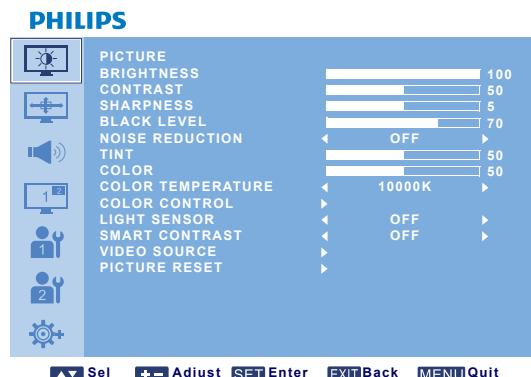 PHILIPS
PICTURE
BRIGHTNESS 100
CONTRAST 50
SHARPNESS 5
BLACK LEVEL 70
NOISE REDUCTION OFF
TINT 50
COLOR 50
COLOR TEMPERATURE 10000K
COLOR CONTROL
LIGHT SENSOR OFF
SMART CONTRAST OFF
VIDEO SOURCE
PICTURE RESET
1 2
1
2
Sel + - Adjust SET Enter EXIT Back MENU Quit